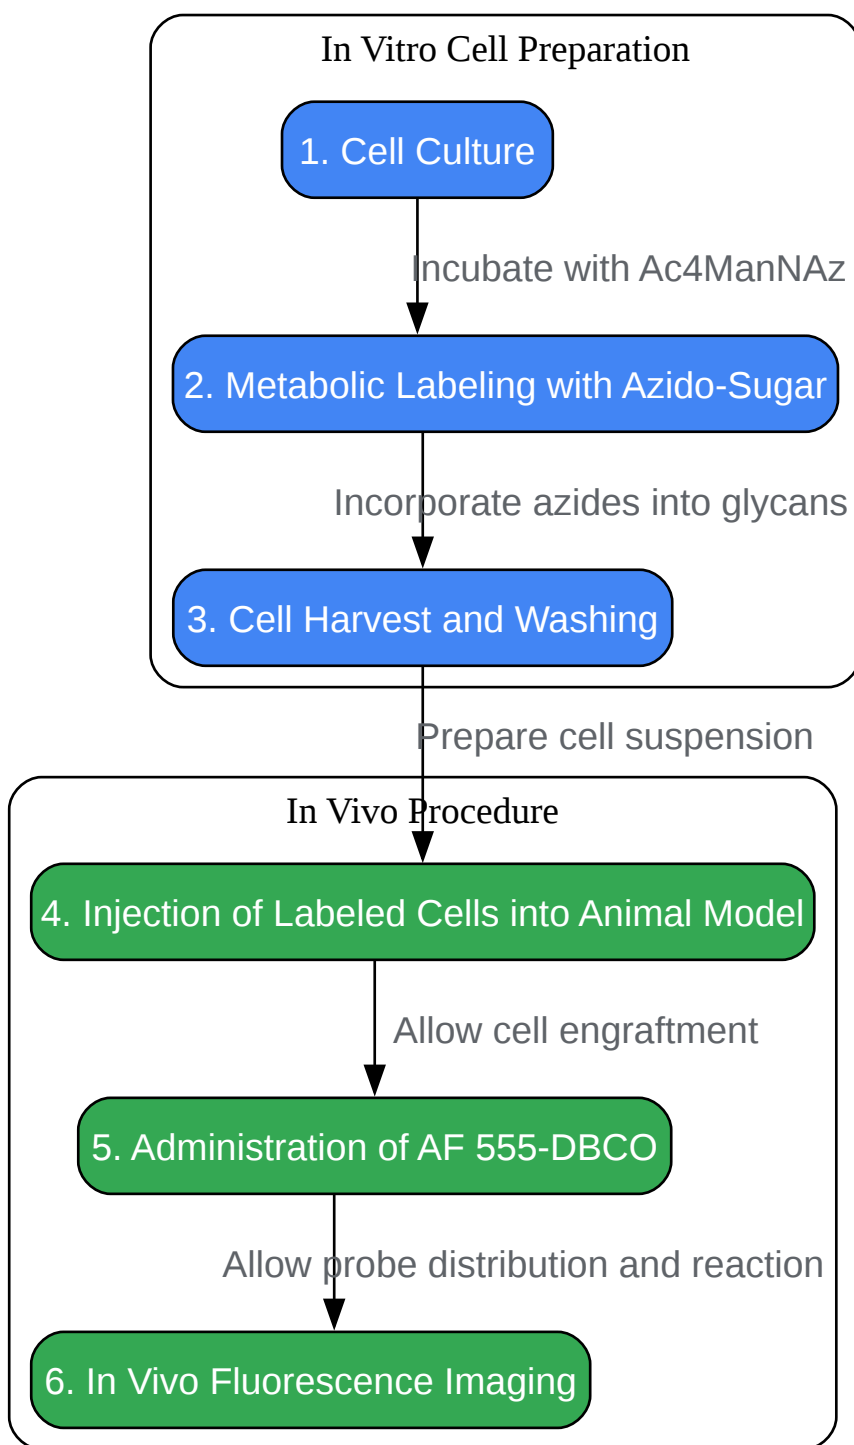 In Vitro Cell Preparation
1. Cell Culture
Incubate with Ac4ManNAz
2. Metabolic Labeling with Azido-Sugar
Incorporate azides into glycans
3. Cell Harvest and Washing
Prepare cell suspension
In Vivo Procedure
4. Injection of Labeled Cells into Animal Model
Allow cell engraftment
5. Administration of AF 555-DBCO
Allow probe distribution and reaction
6. In Vivo Fluorescence Imaging